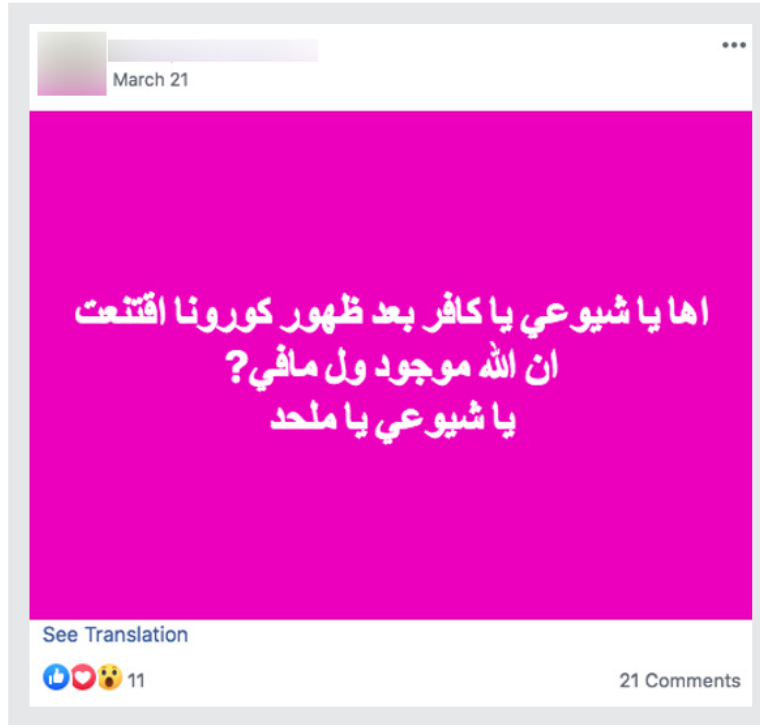 March 21
اها يا شيوعي يا كافر بعد ظهور كورونا اقتنعت
ان الله موجود ول مافي?
يا شيوعي يا ملحد
See Translation
11
21 Comments